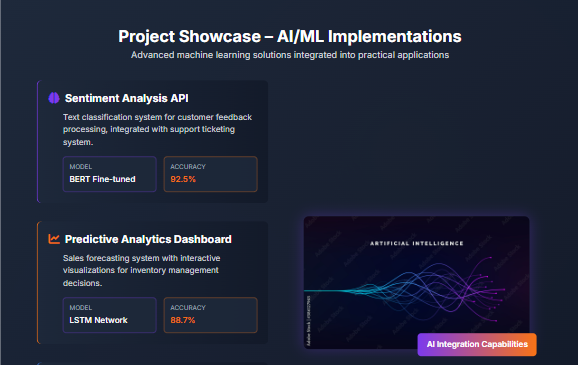 Project Showcase – AI/ML Implementations
Advanced machine learning solutions integrated into practical applications
Sentiment Analysis API
Text classification system for customer feedback
processing, integrated with support ticketing
system.
MODEL
BERT Fine-tuned
ACCURACY
92.5%
Predictive Analytics Dashboard
Sales forecasting system with interactive
visualizations for inventory management
decisions.
MODEL
LSTM Network
ACCURACY
88.7%
ARTIFICIAL INTELLIGENCE
AI Integration Capabilities